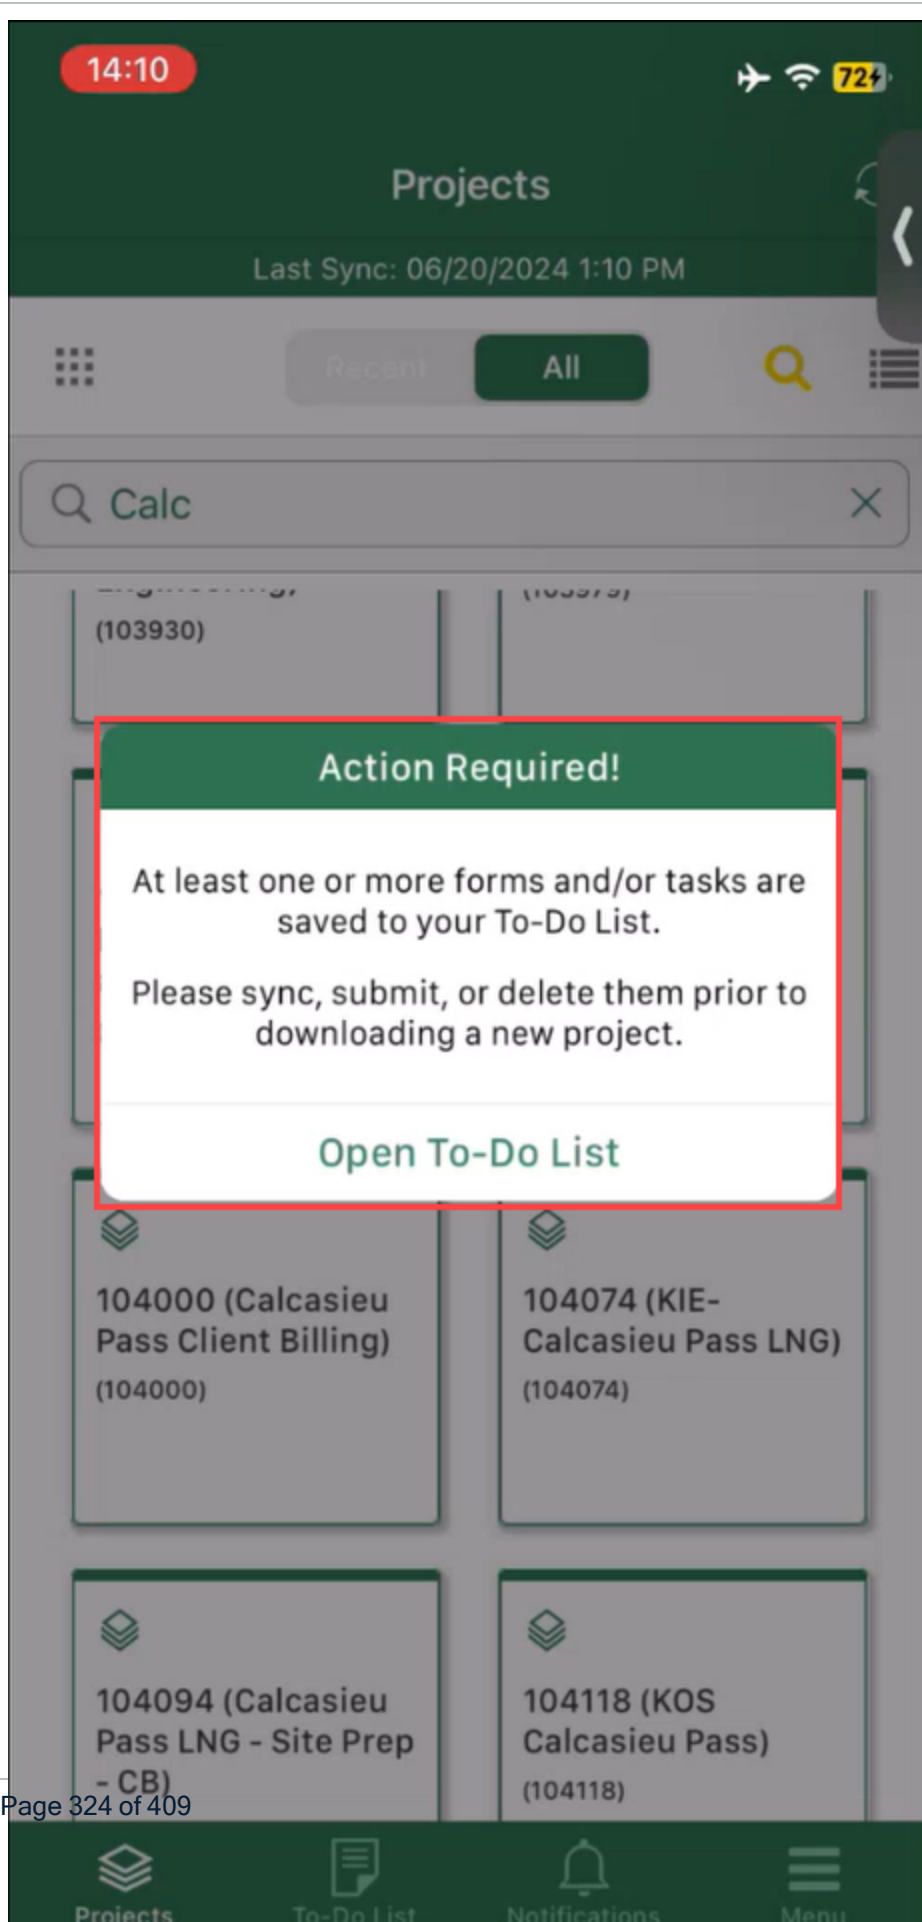 14:10
72
Projects
Last Sync: 06/20/2024 1:10 PM
Recent
All
Calc
(103930)
(103979)
Action Required!
At least one or more forms and/or tasks are
saved to your To-Do List.
Please sync, submit, or delete them prior to
downloading a new project.
Open To-Do List
104000 (Calcasieu
Pass Client Billing)
(104000)
104074 (KIE-
Calcasieu Pass LNG)
(104074)
104094 (Calcasieu
Pass LNG - Site Prep
- CB)
104118 (KOS
Calcasieu Pass)
(104118)
Page 324 of 409
Projects
To-Do List
Notifications
Menu